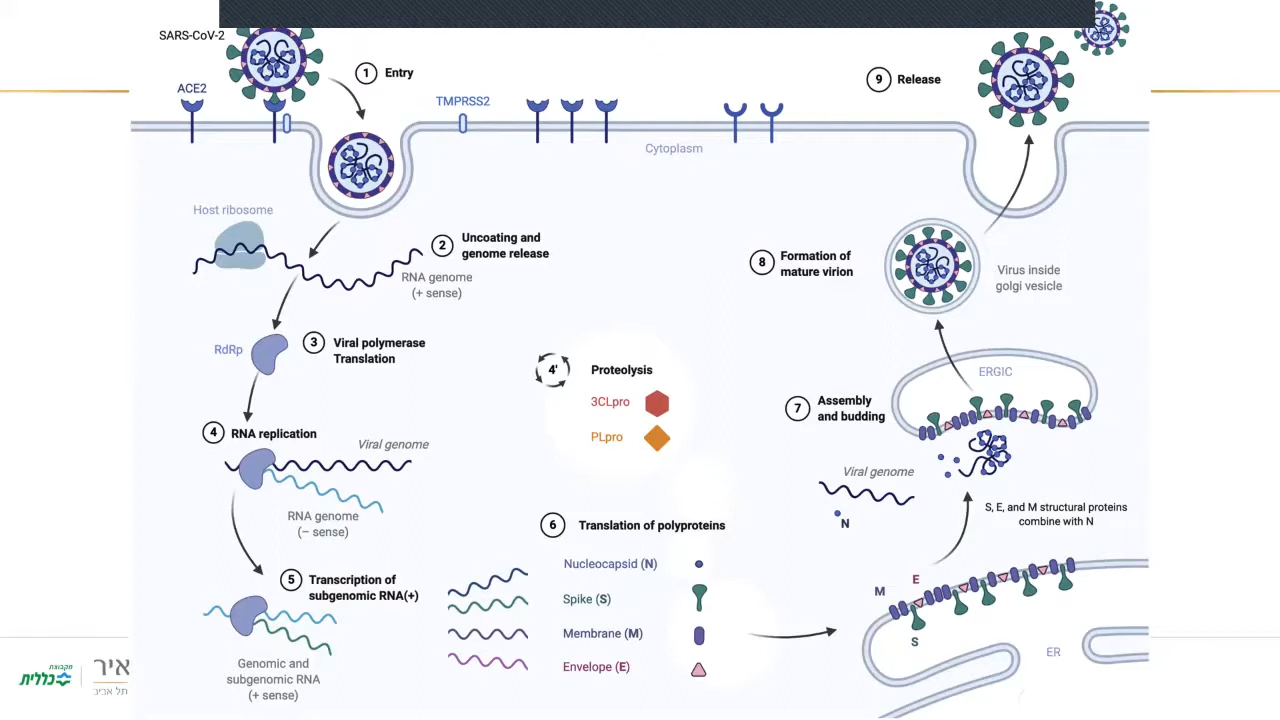 SARS-CoV-2
1 Entry
ACE2
TMPRSS2
Cytoplasm
Host ribosome
2 Uncoating and
genome release
RNA genome
(+ sense)
RdRp
3 Viral polymerase
Translation
4 RNA replication
Viral genome
RNA genome
(− sense)
5 Transcription of
subgenomic RNA(+)
Genomic and
subgenomic RNA
(+ sense)
4' Proteolysis
3CLpro
PLpro
6 Translation of polyproteins
Nucleocapsid (N)
Spike (S)
Membrane (M)
Envelope (E)
M
E
S
ER
S, E, and M structural proteins
combine with N
Viral genome
N
7 Assembly
and budding
ERGIC
8 Formation of
mature virion
Virus inside
golgi vesicle
9 Release
מקבוצת
כללית
איר
תל אביב